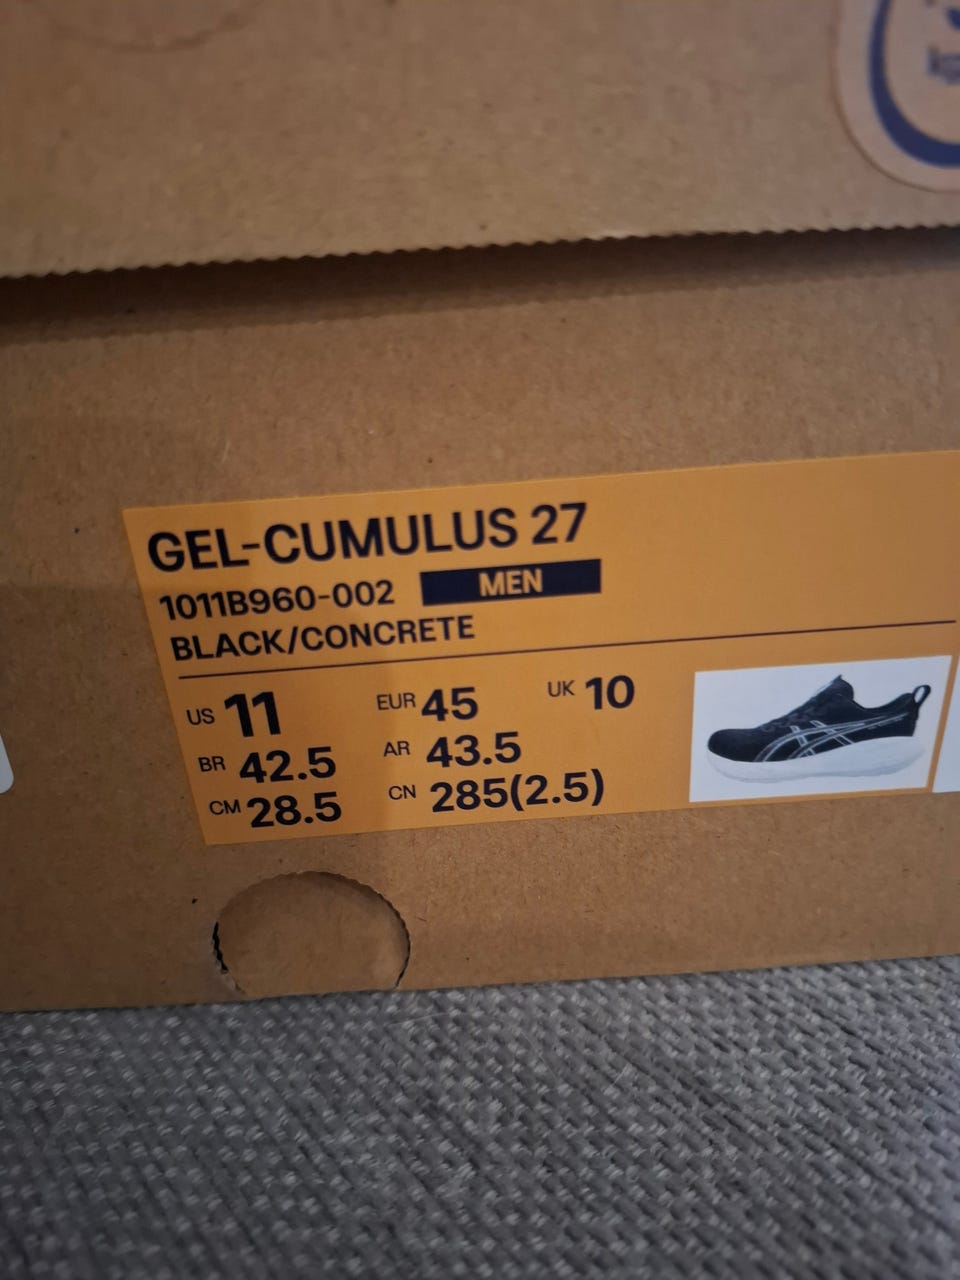 GEL-CUMULUS 27
1011B960-002 MEN
BLACK/CONCRETE
US 11 EUR 45 UK 10
BR 42.5 AR 43.5
CM 28.5 CN 285(2.5)